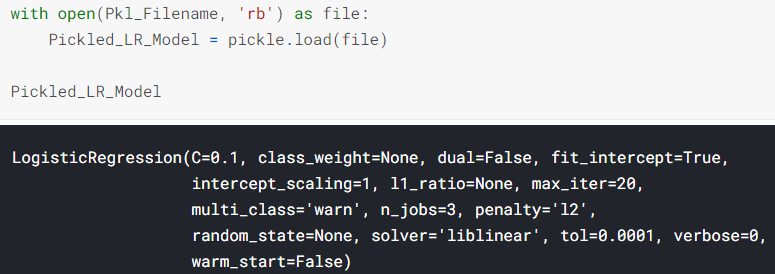 with open(Pkl_Filename, 'rb') as file:
    Pickled_LR_Model = pickle.load(file)
Pickled_LR_Model
LogisticRegression(C=0.1, class_weight=None, dual=False, fit_intercept=True,
                   intercept_scaling=1, l1_ratio=None, max_iter=20,
                   multi_class='warn', n_jobs=3, penalty='l2',
                   random_state=None, solver='liblinear', tol=0.0001, verbose=0,
                   warm_start=False)